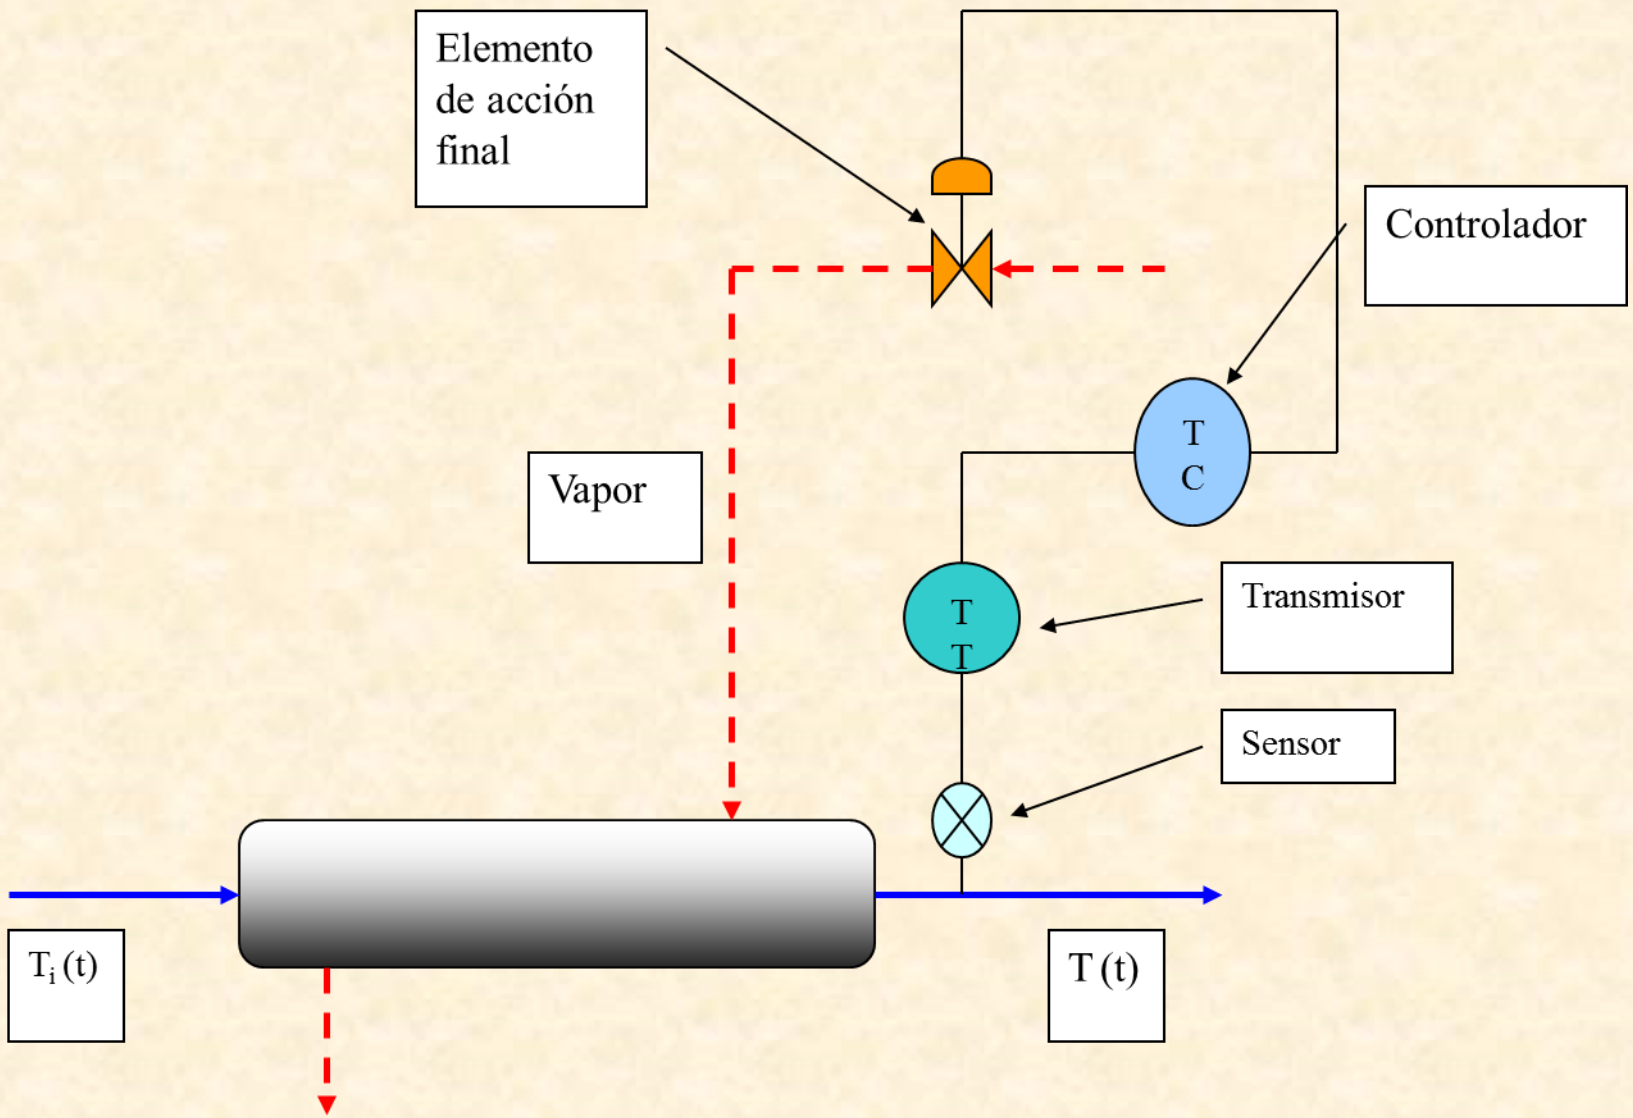 Elemento
de acción
final
Controlador
T
C
Vapor
T
T
Transmisor
Sensor
Ti (t)
T (t)